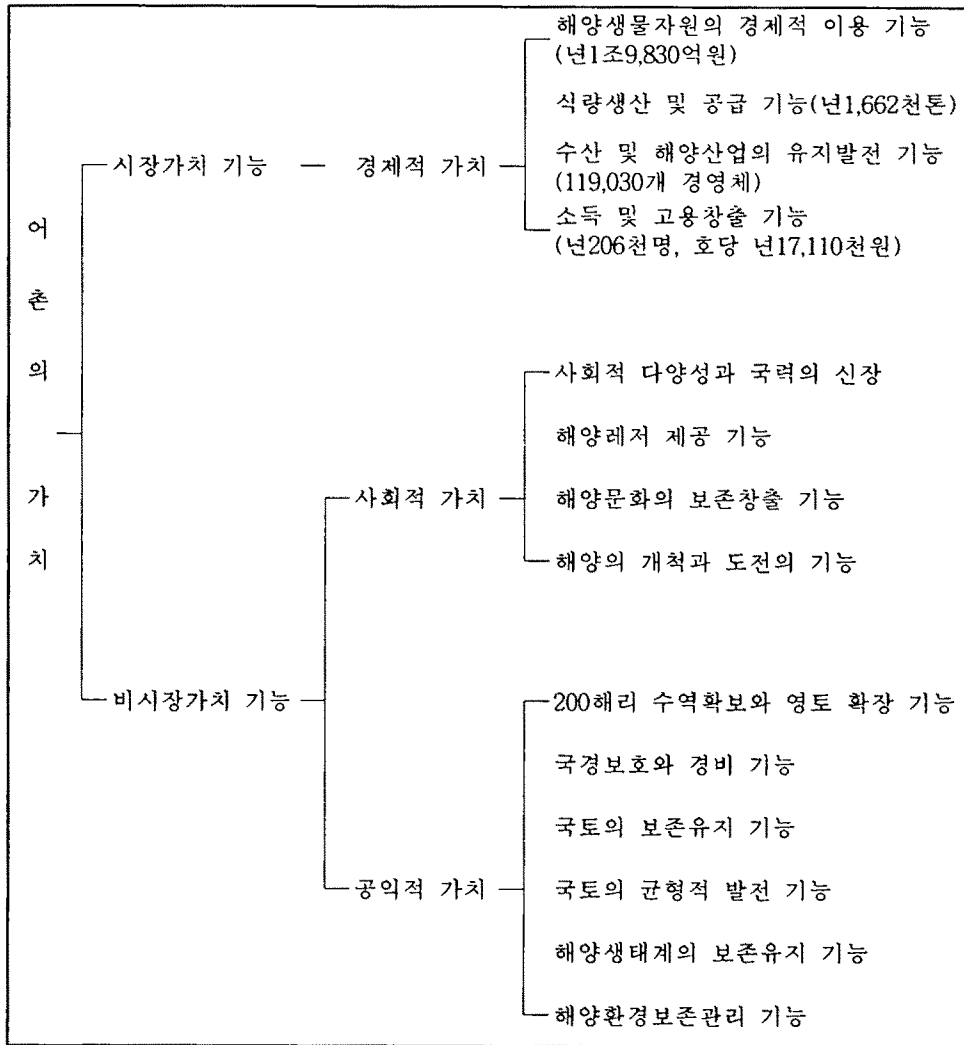 어촌의 가치
시장가치 기능
경제적 가치
해양생물자원의 경제적 이용 기능
(년1조9,830억원)
식량생산 및 공급 기능(년1,662천톤)
수산 및 해양산업의 유지발전 기능
(119,030개 경영체)
소득 및 고용창출 기능
(년206천명, 호당 년17,110천원)
비시장가치 기능
사회적 가치
사회적 다양성과 국력의 신장
해양레저 제공 기능
해양문화의 보존창출 기능
해양의 개척과 도전의 기능
공익적 가치
200해리 수역확보와 영토 확장 기능
국경보호와 경비 기능
국토의 보존유지 기능
국토의 균형적 발전 기능
해양생태계의 보존유지 기능
해양환경보존관리 기능